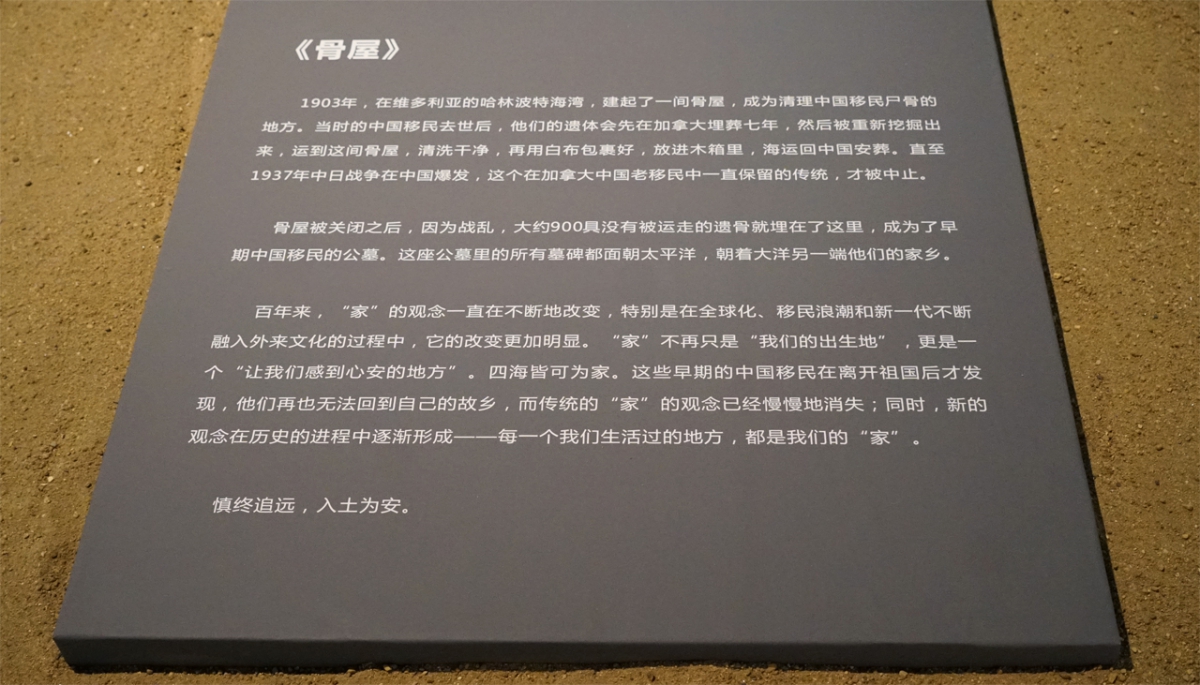 《骨屋》
1903年，在维多利亚的哈林波特海湾，建起了一间骨屋，成为清理中国移民尸骨的
地方。当时的中国移民去世后，他们的遗体会先在加拿大埋葬七年，然后被重新挖掘出
来，运到这间骨屋，清洗干净，再用白布包裹好，放进木箱里，海运回中国安葬。直至
1937年中日战争在中国爆发，这个在加拿大中国老移民中一直保留的传统，才被中止。
骨屋被关闭之后，因为战乱，大约900具没有被运走的遗骨就埋在了这里，成为了早
期中国移民的公墓。这座公墓里的所有墓碑都面朝太平洋，朝着大洋另一端他们的家乡。
百年来，“家”的观念一直在不断地改变，特别是在全球化、移民浪潮和新一代不断
融入外来文化的过程中，它的改变更加明显。“家”不再只是“我们的出生地”，更是一
个“让我们感到心安的地方”。四海皆可为家。这些早期的中国移民在离开祖国后才发
现，他们再也无法回到自己的故乡，而传统的“家”的观念已经慢慢地消失；同时，新的
观念在历史的进程中逐渐形成——每一个我们生活过的地方，都是我们的“家”。
慎终追远，入土为安。